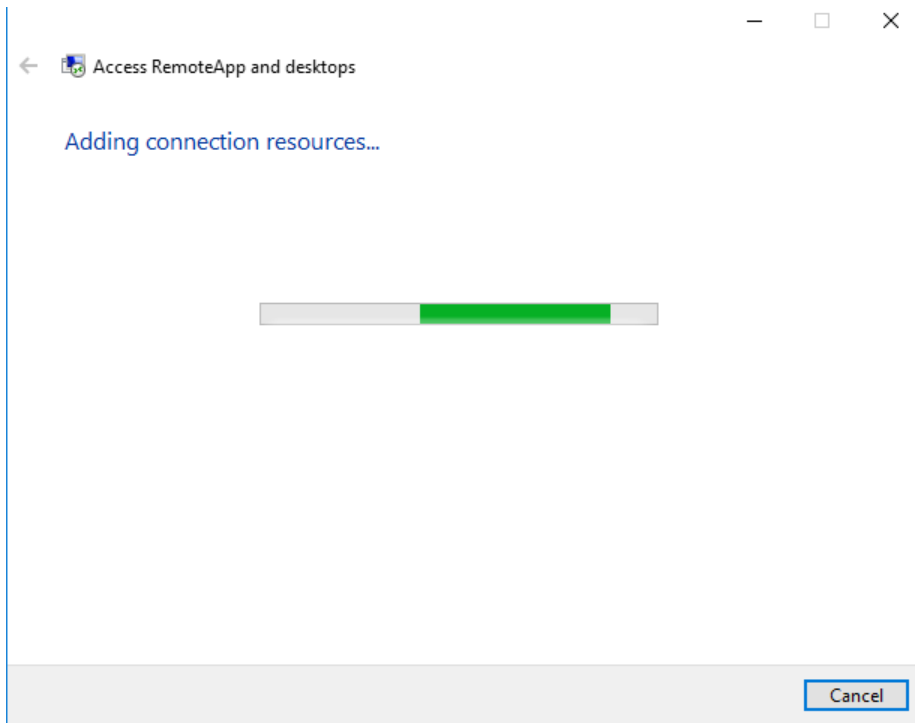 Access RemoteApp and desktops
Adding connection resources...
Cancel